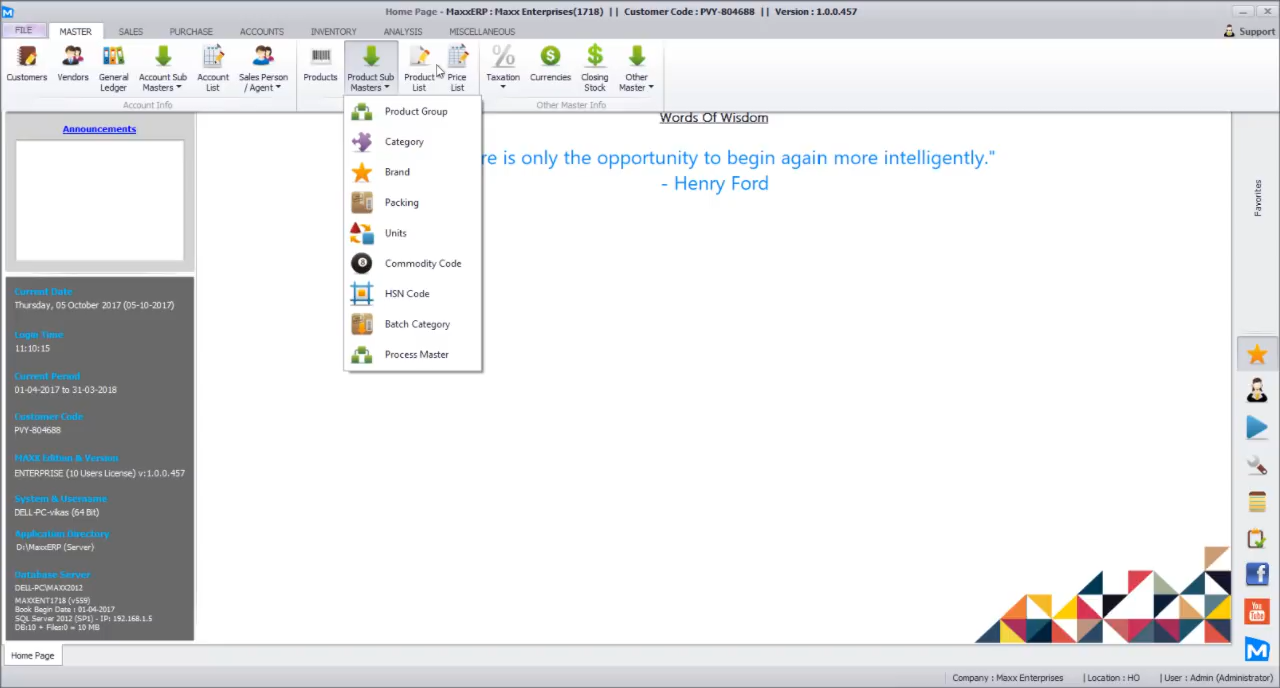 Home Page - MaxxERP : Maxx Enterprises(1718) || Customer Code : PVY-804688 || Version : 1.0.0.457
FILE
MASTER
SALES
PURCHASE
ACCOUNTS
INVENTORY
ANALYSIS
MISCELLANEOUS
Support
Customers
Vendors
General
Ledger
Account Sub
Masters
Account
List
Sales Person
/ Agent
Products
Product Sub
Masters
Product
List
Price
List
Taxation
Currencies
Closing
Stock
Other
Master
Account Info
Other Master Info
Product Group
Category
Brand
Packing
Units
Commodity Code
HSN Code
Batch Category
Process Master
Announcements
Words Of Wisdom
re is only the opportunity to begin again more intelligently."
- Henry Ford
Favorites
Current Date
Thursday, 05 October 2017 (05-10-2017)
Login Time
11:10:15
Current Period
01-04-2017 to 31-03-2018
Customer Code
PVY-804688
MAXX Edition & Version
ENTERPRISE (10 Users License) v:1.0.0.457
System & Username
DELL-PC-vikas (64 Bit)
Application Directory
D:\MaxxERP (Server)
Database Server
DELL-PC\MAXX2012
MAXXENT1718 (v559)
Book Begin Date : 01-04-2017
SQL Server 2012 (SP1) - IP: 192.168.1.5
DB:10 + Files:0 = 10 MB
You
Tube
Home Page
Company : Maxx Enterprises | Location : HO | User : Admin (Administrator)